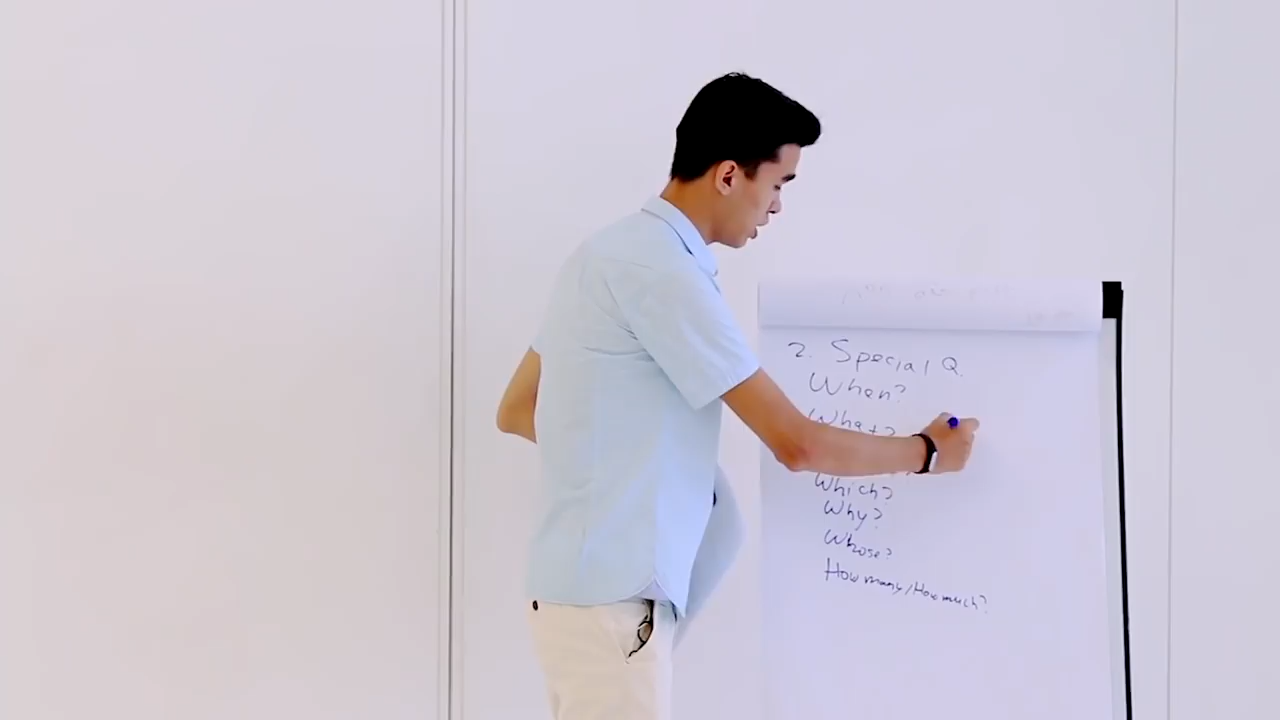 2. Special Q.
When?
What?
Which?
Why?
Whose?
How many/How much?